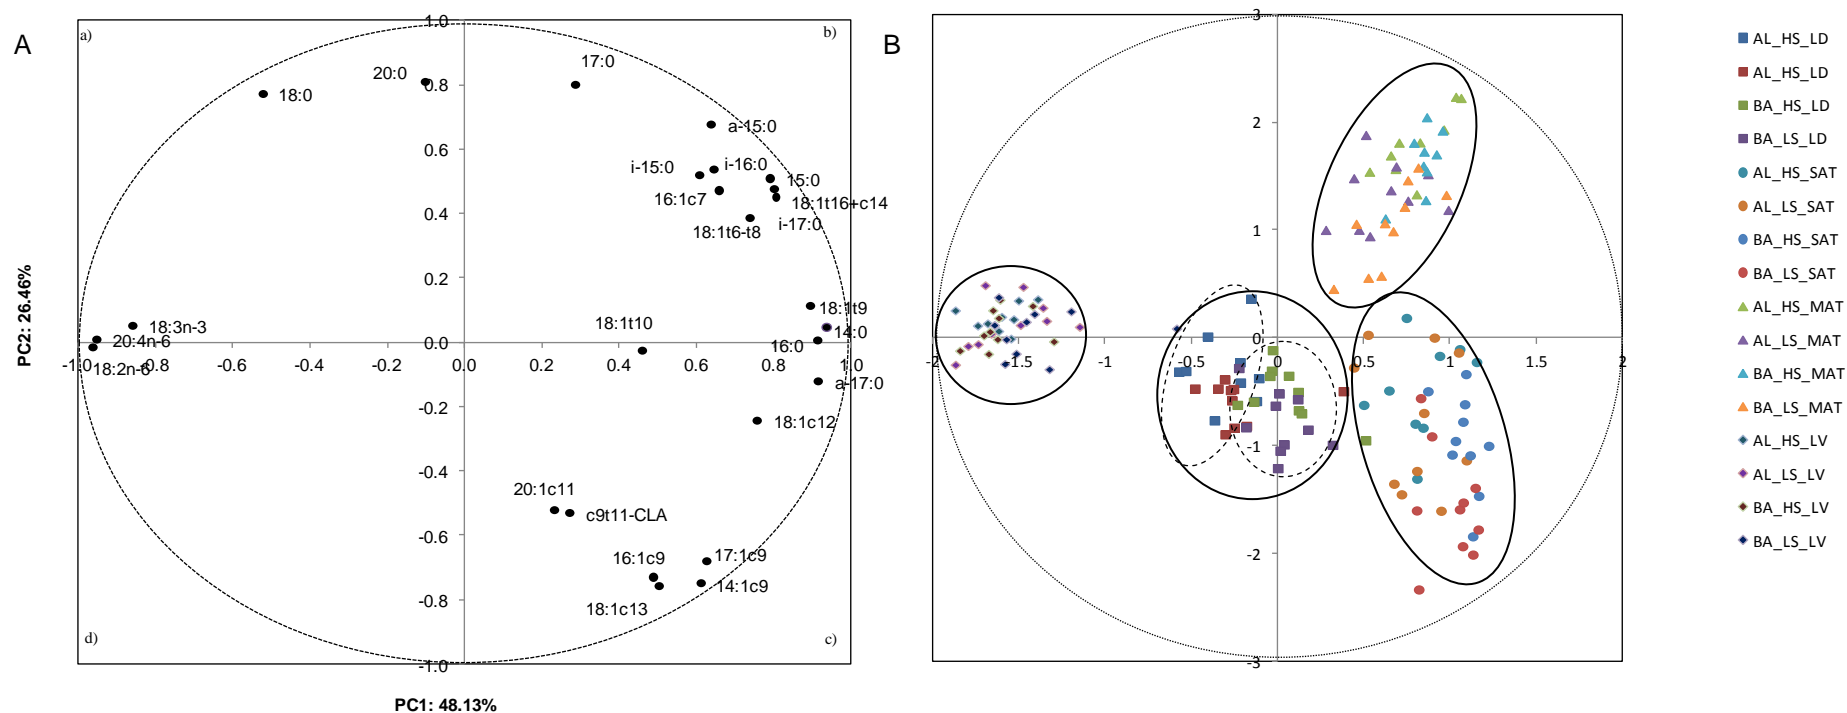 A
a)
b)
1.0
20:0
17:0
18:0
0.8
a-15:0
0.6
i-15:0
i-16:0
15:0
16:1c7
18:1t16+c14
0.4
18:1t6-t8
i-17:0
0.2
18:3n-3
18:1t10
18:1t9
20:4n-6
14:0
0.0
16:0
-1.0
-0.8
-0.6
-0.4
-0.2
0.0
0.2
0.4
0.6
0.8
1.0
18:2n-6
a-17:0
-0.2
18:1c12
-0.4
20:1c11
c9t11-CLA
-0.6
16:1c9
17:1c9
14:1c9
-0.8
18:1c13
d)
c)
-1.0
PC2: 26.46%
PC1: 48.13%
B
3
2
1
0
-2
-1.5
-1
-0.5
0.5
1
1.5
2
-1
-2
-3
AL_HS_LD
AL_HS_LD
BA_HS_LD
BA_LS_LD
AL_HS_SAT
AL_LS_SAT
BA_HS_SAT
BA_LS_SAT
AL_HS_MAT
AL_LS_MAT
BA_HS_MAT
BA_LS_MAT
AL_HS_LV
AL_LS_LV
BA_HS_LV
BA_LS_LV